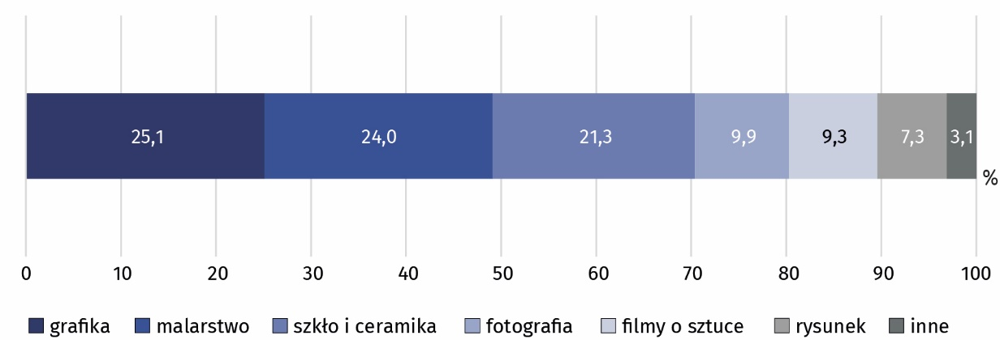 25,1 24,0 21,3 9,9 9,3 7,3 3,1
%
0 10 20 30 40 50 60 70 80 90 100
grafika malarstwo szkło i ceramika fotografia filmy o sztuce rysunek inne